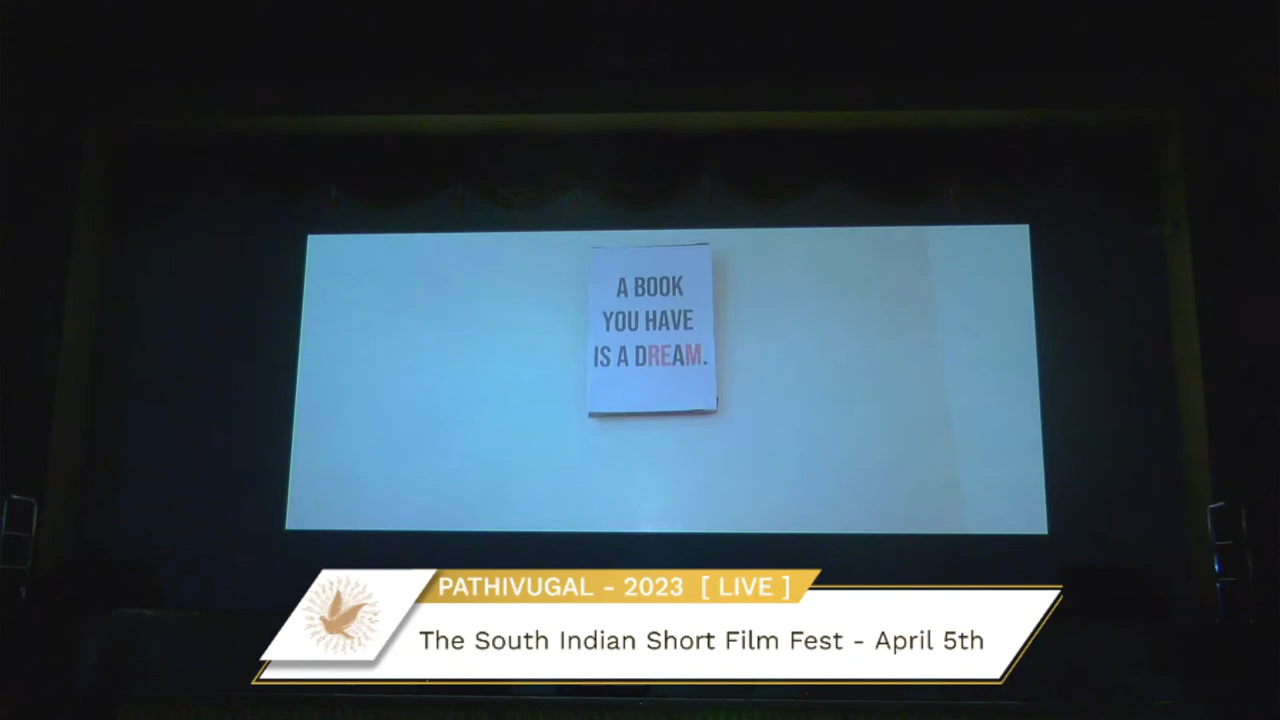 A BOOK
YOU HAVE
IS A DREAM.
PATHIVUGAL - 2023 [ LIVE ]
The South Indian Short Film Fest - April 5th